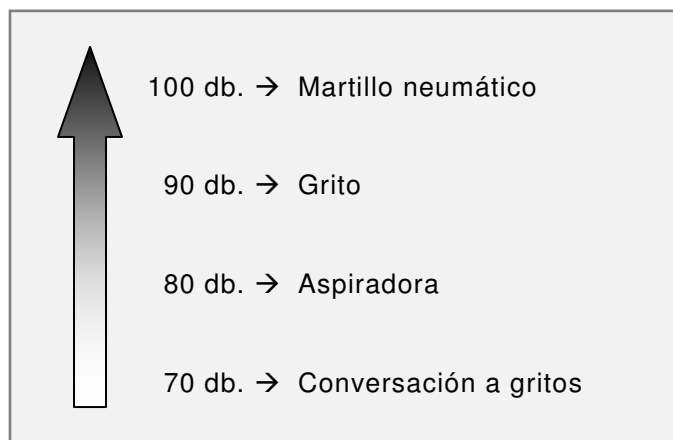 100 db. → Martillo neumático
90 db. → Grito
80 db. → Aspiradora
70 db. → Conversación a gritos